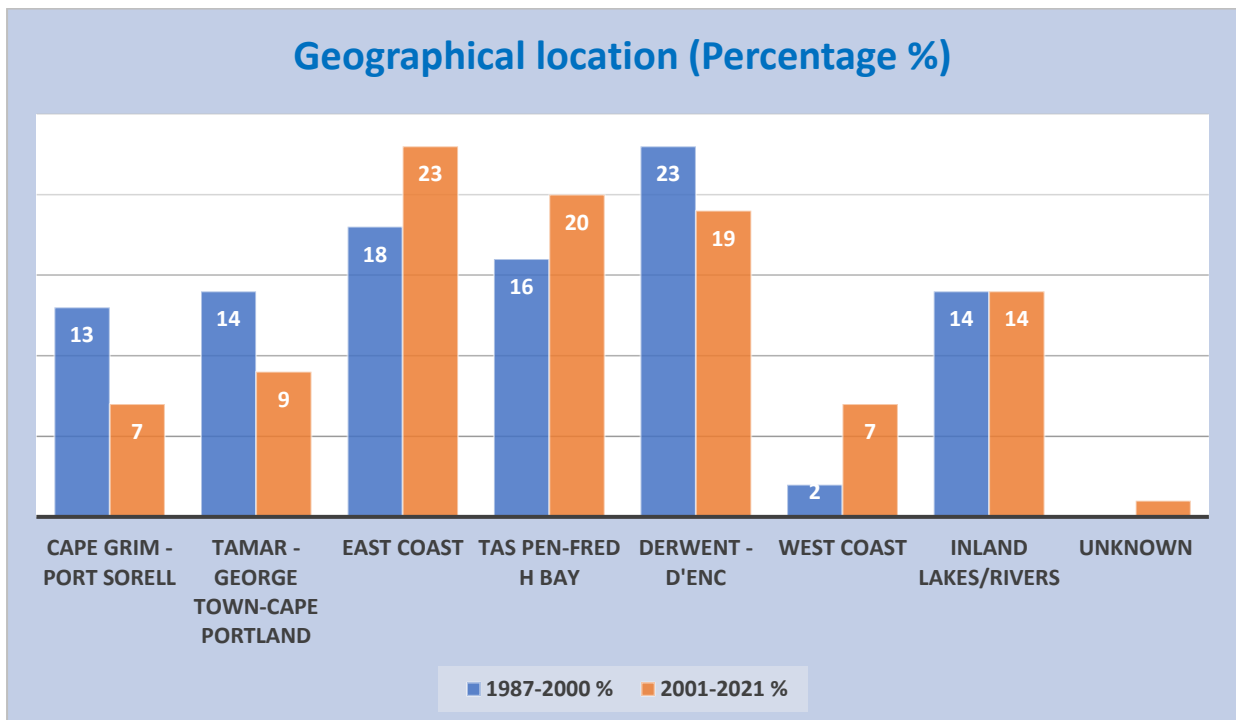 Geographical location (Percentage %)
13
7
14
9
18
23
16
20
23
19
2
7
14
14
CAPE GRIM -
PORT SORELL
TAMAR -
GEORGE
TOWN-CAPE
PORTLAND
EAST COAST
TAS PEN-FRED
H BAY
DERWENT -
D'ENC
WEST COAST
INLAND
LAKES/RIVERS
UNKNOWN
1987-2000 %
2001-2021 %